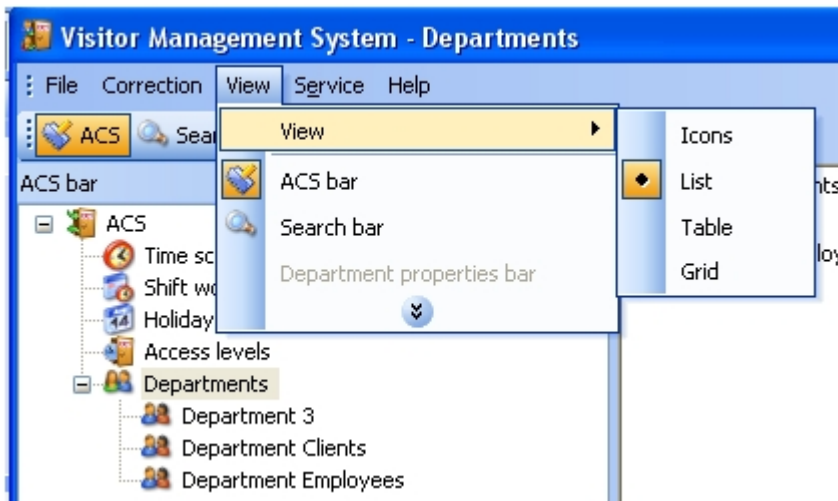 Visitor Management System - Departments
File Correction View Service Help
ACS
View
ACS bar
Search bar
Department properties bar
Icons
List
Table
Grid
ACS bar
ACS
Access levels
Departments
Department 3
Department Clients
Department Employees